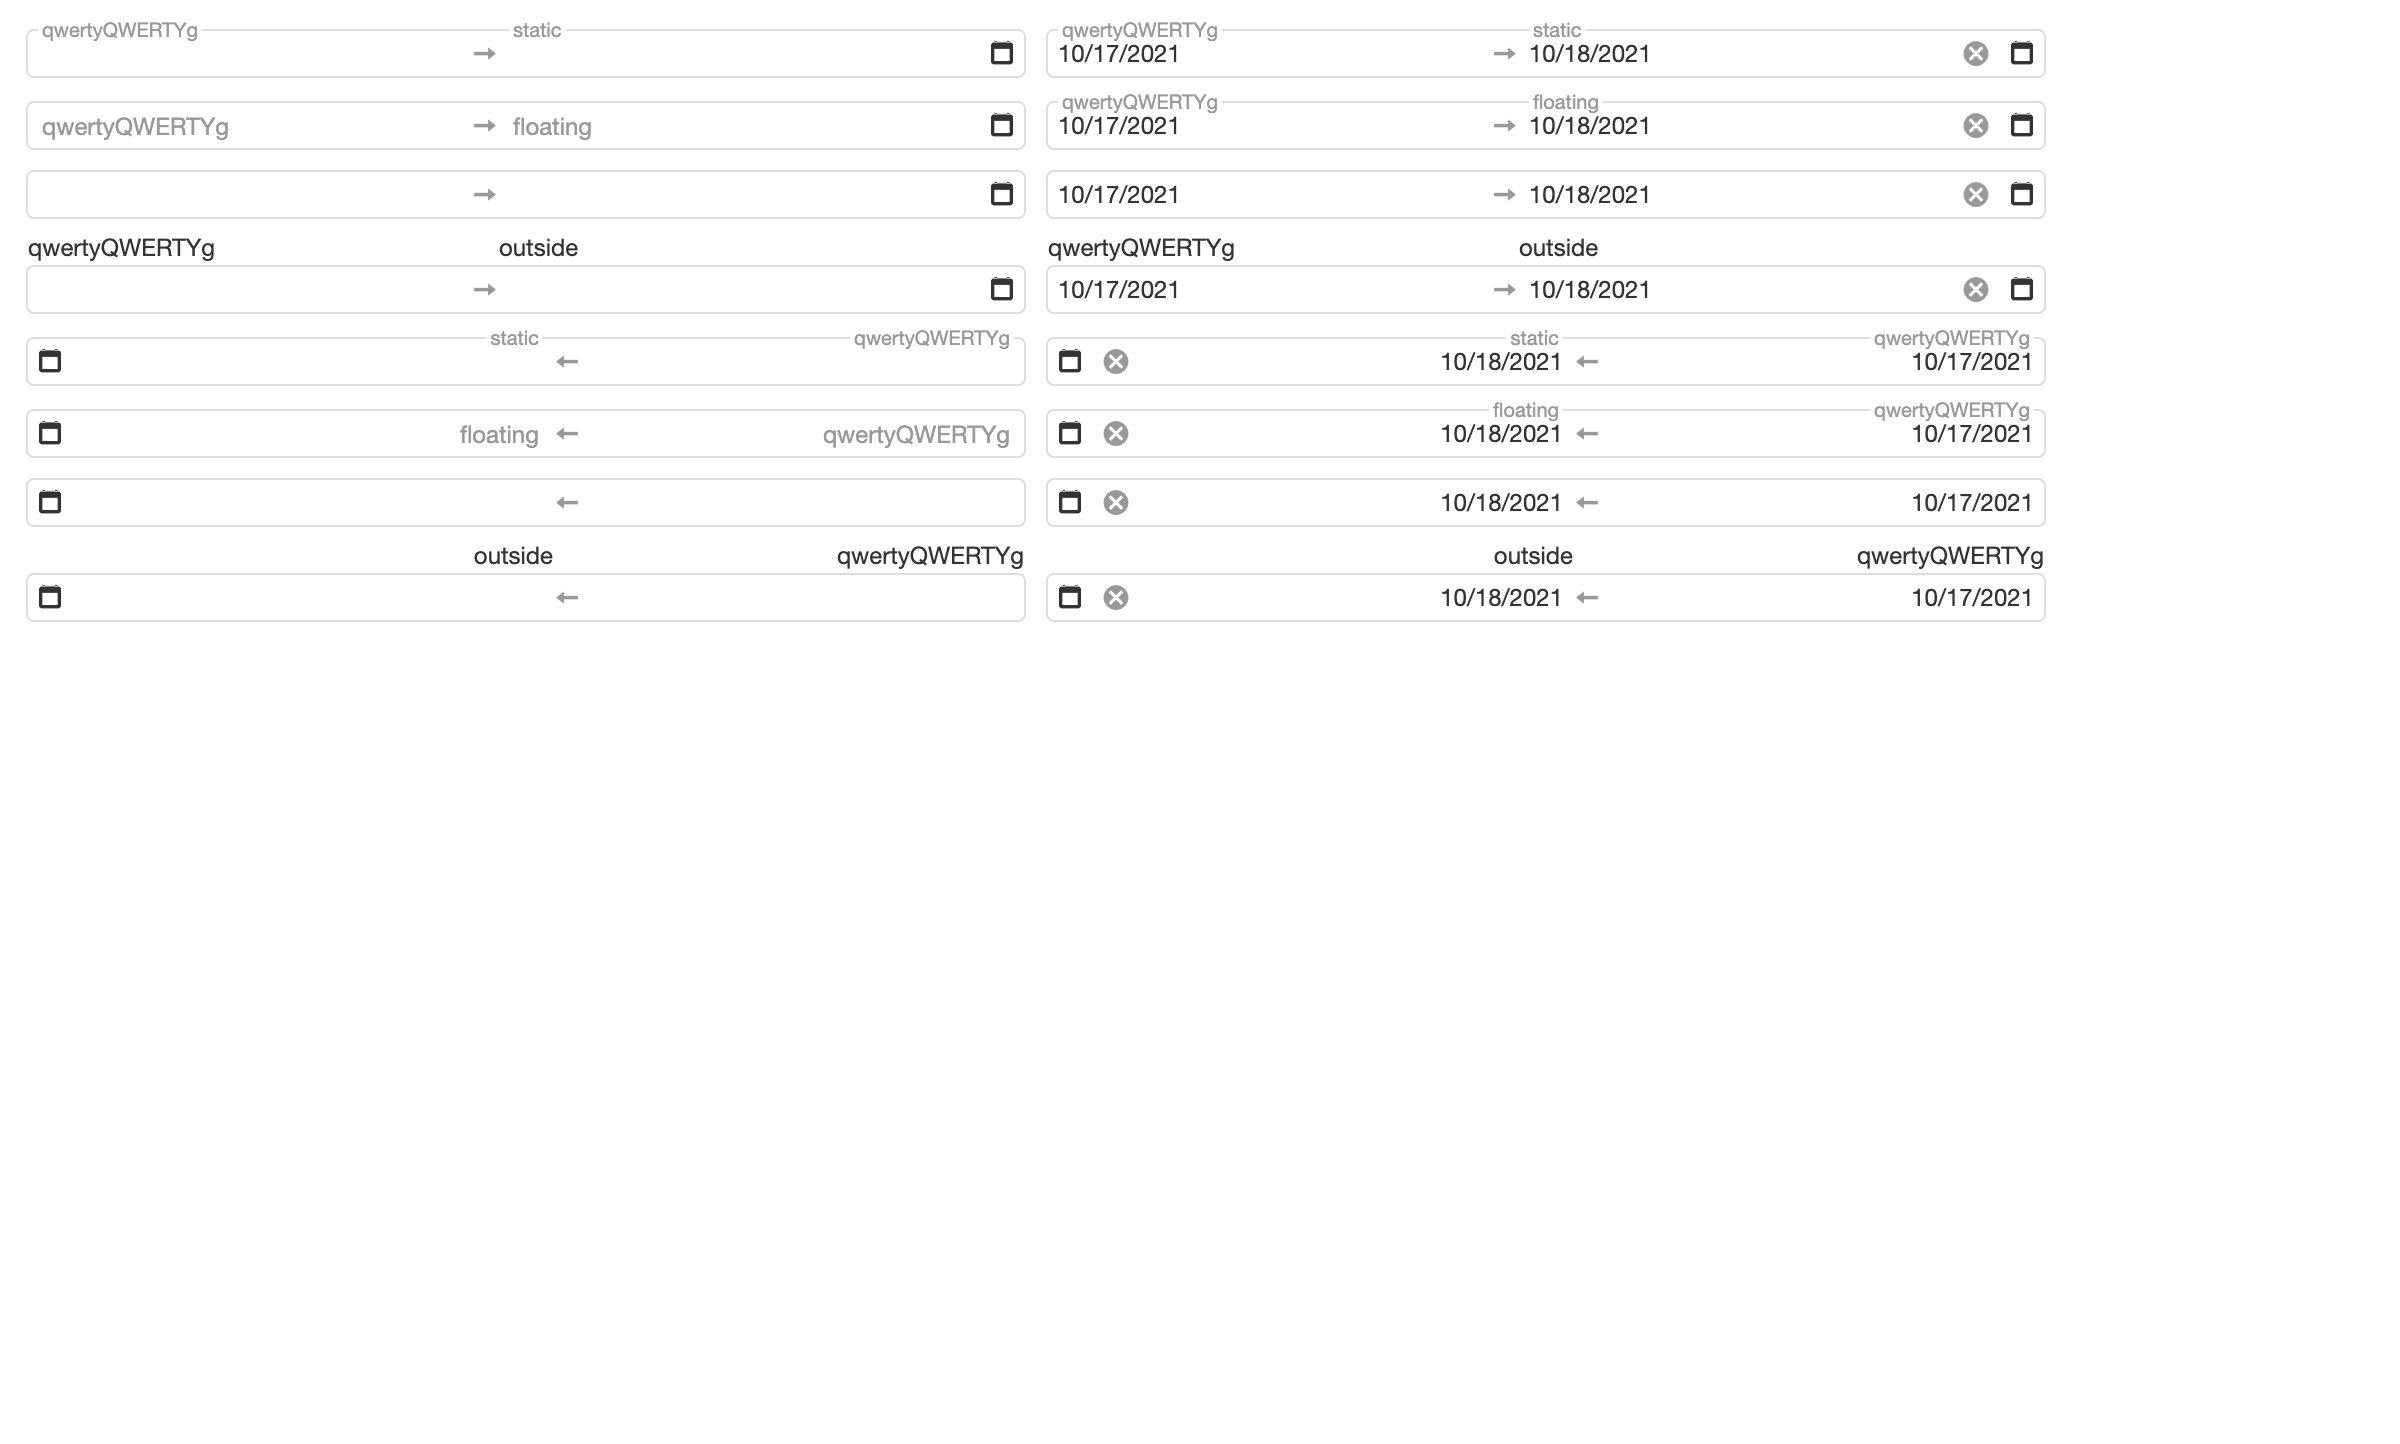 qwertyQWERTYg static qwertyQWERTYg static
10/17/2021 10/18/2021
qwertyQWERTYg floating
qwertyQWERTYg floating 10/17/2021 10/18/2021
10/17/2021 10/18/2021
qwertyQWERTYg outside qwertyQWERTYg outside
10/17/2021 10/18/2021
static qwertyQWERTYg static qwertyQWERTYg
10/18/2021 10/17/2021
floating qwertyQWERTYg
floating qwertyQWERTYg 10/18/2021 10/17/2021
10/18/2021 10/17/2021
outside qwertyQWERTYg outside qwertyQWERTYg
10/18/2021 10/17/2021